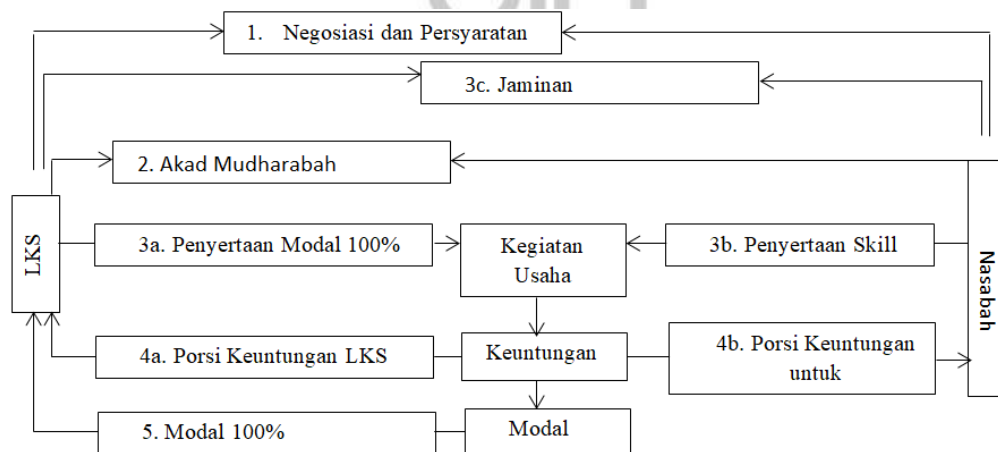 1. Negosiasi dan Persyaratan
3c. Jaminan
2. Akad Mudharabah
LKS
3a. Penyertaan Modal 100%
Kegiatan
Usaha
3b. Penyertaan Skill
Nasabah
4a. Porsi Keuntungan LKS
Keuntungan
4b. Porsi Keuntungan
untuk
5. Modal 100%
Modal